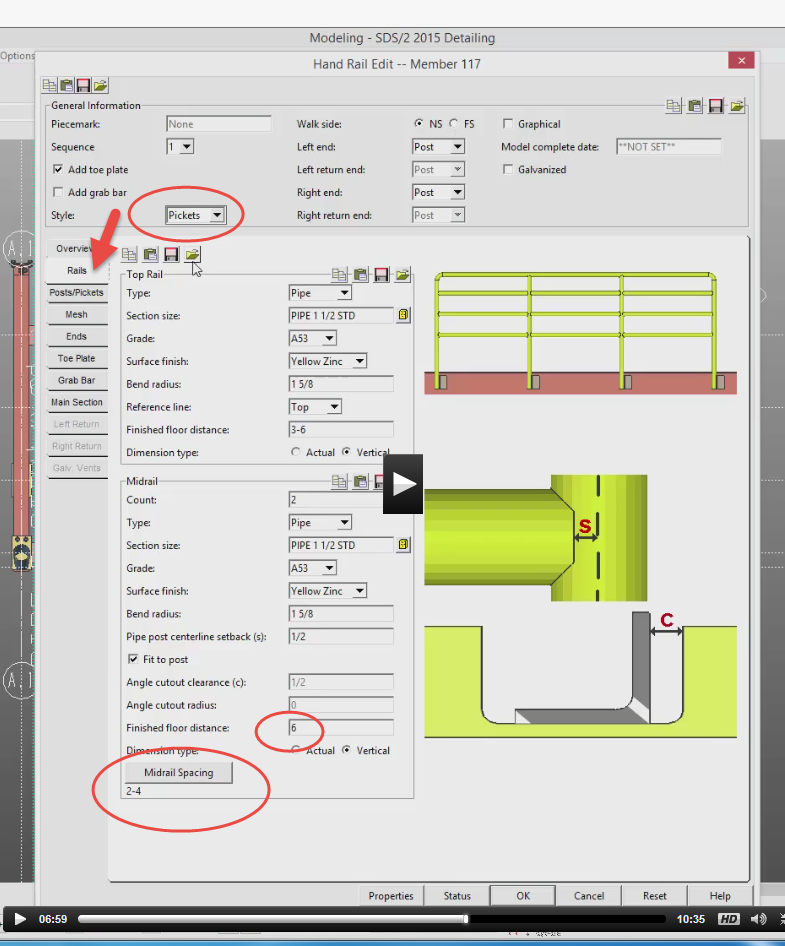 Modeling - SDS/2 2015 Detailing
Options
Hand Rail Edit -- Member 117
General Information
Piecemark: None Walk side: NS FS Graphical
Sequence 1 Left end: Post Model complete date: **NOT SET**
Add toe plate Left return end: Post Galvanized
Add grab bar Right end: Post
Style: Pickets Right return end: Post
A.1
Overview
Rails
Posts/Pickets
Mesh
Ends
Toe Plate
Grab Bar
Main Section
Left Return
Right Return
Galv. Vents
Top Rail
Type: Pipe
Section size: PIPE 1 1/2 STD
Grade: A53
Surface finish: Yellow Zinc
Bend radius: 1 5/8
Reference line: Top
Finished floor distance: 3-6
Dimension type: Actual Vertical
Midrail
Count: 2
Type: Pipe
Section size: PIPE 1 1/2 STD
Grade: A53
Surface finish: Yellow Zinc
Bend radius: 1 5/8
Pipe post centerline setback (s): 1/2
Fit to post
Angle cutout clearance (c): 1/2
Angle cutout radius: 0
Finished floor distance: 6
Dimension type: Actual Vertical
Midrail Spacing
2-4
S
C
A.1
Properties Status OK Cancel Reset Help
06:59 10:35 HD